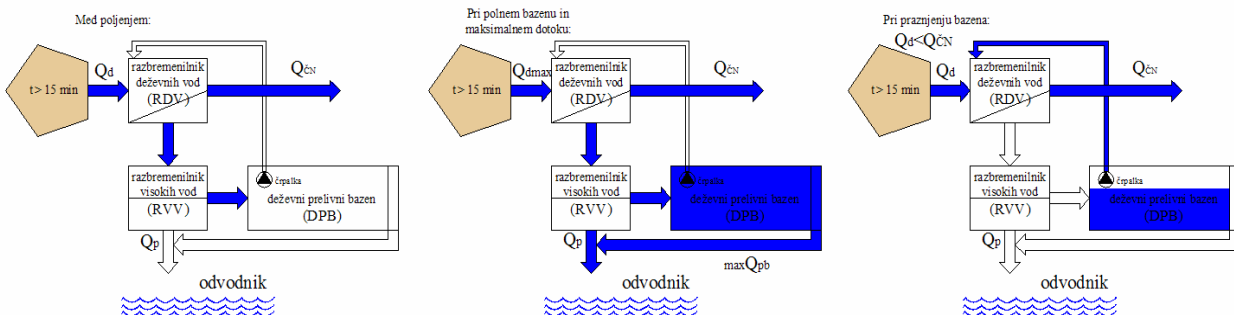 Med poljenjem:
t> 15 min
Qd
razbremenilnik
deževnih vod
(RDV)
QČN
razbremenilnik
visokih vod
(RVV)
črpalka
deževni prelivni bazen
(DPB)
Qp
odvodnik
Pri polnem bazenu in
maksimalnem dotoku:
t> 15 min
Qdmax
razbremenilnik
deževnih vod
(RDV)
QČN
razbremenilnik
visokih vod
(RVV)
črpalka
deževni prelivni bazen
(DPB)
Qp
maxQpb
odvodnik
Pri praznjenju bazena:
Qd<QČN
t> 15 min
Qd
razbremenilnik
deževnih vod
(RDV)
QČN
razbremenilnik
visokih vod
(RVV)
črpalka
deževni prelivni bazen
(DPB)
Qp
odvodnik